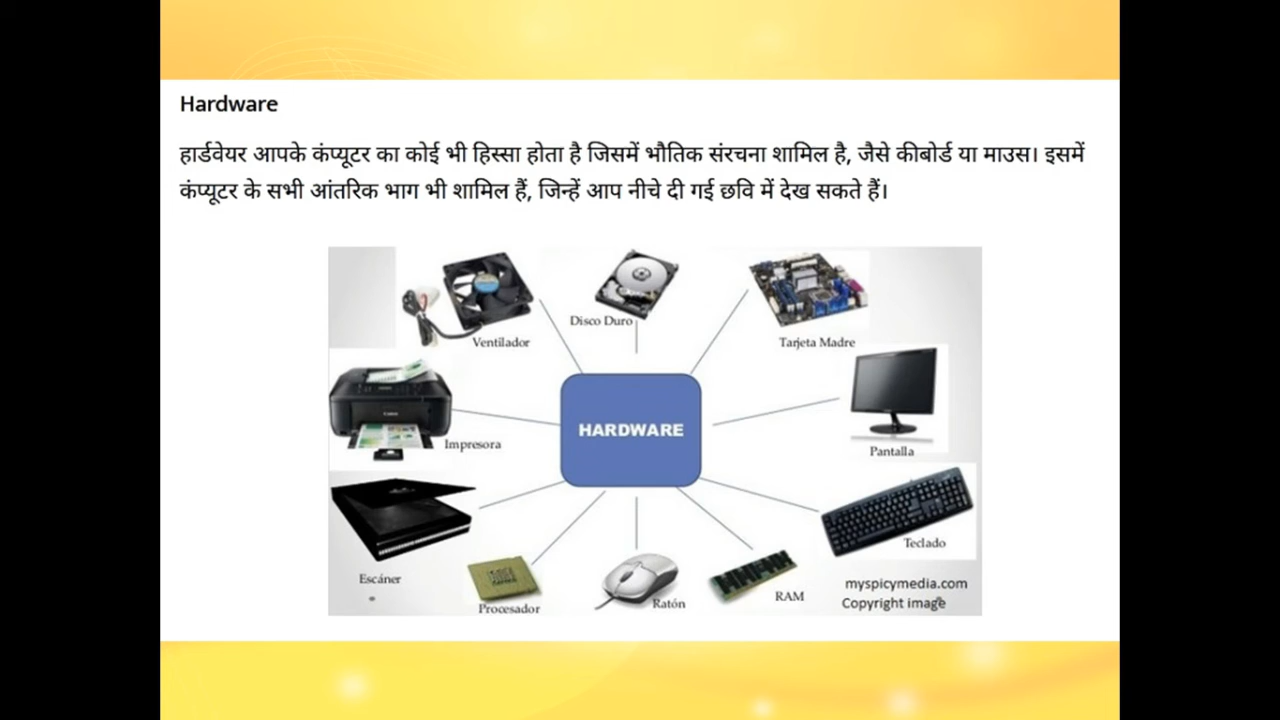 Hardware
हार्डवेयर आपके कंप्यूटर का कोई भी हिस्सा होता है जिसमें भौतिक संरचना शामिल है, जैसे कीबोर्ड या माउस। इसमें
कंप्यूटर के सभी आंतरिक भाग भी शामिल हैं, जिन्हें आप नीचे दी गई छवि में देख सकते हैं।
Disco Duro
Ventilador
Tarjeta Madre
HARDWARE
Impresora
Pantalla
Teclado
Escáner
Procesador
Ratón
RAM
myspicymedia.com
Copyright image